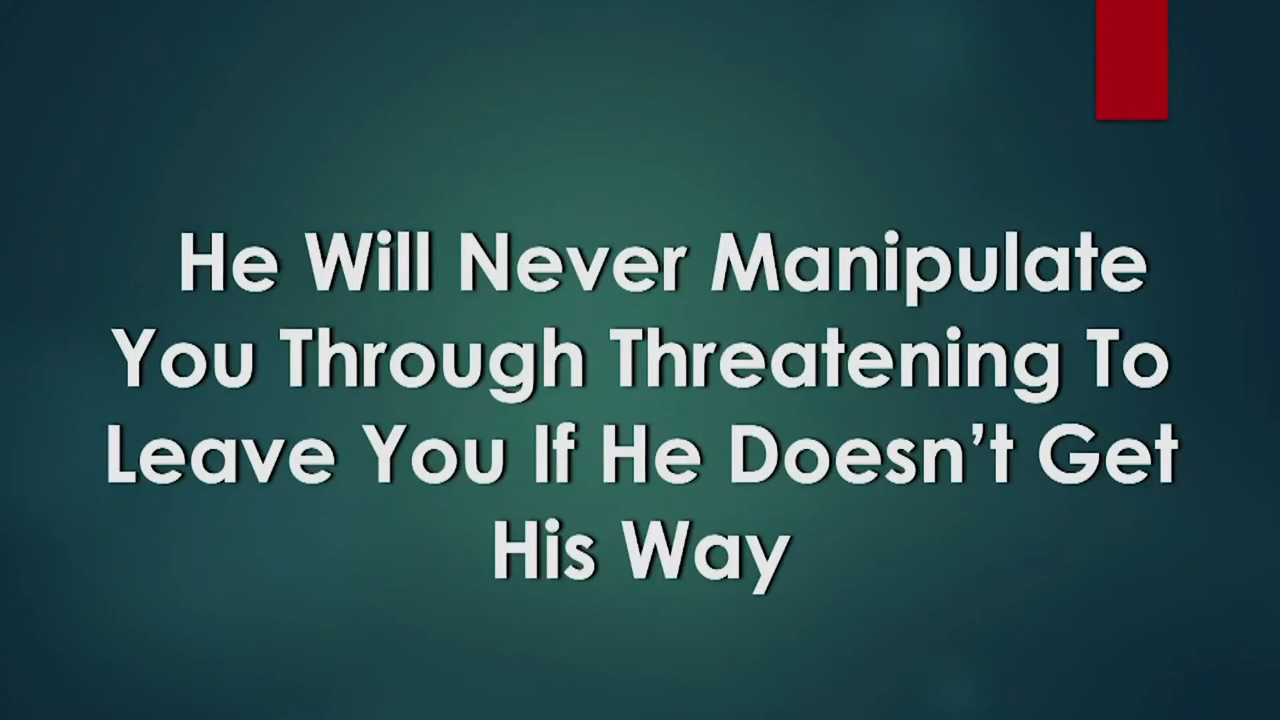 He Will Never Manipulate
You Through Threatening To
Leave You If He Doesn’t Get
His Way